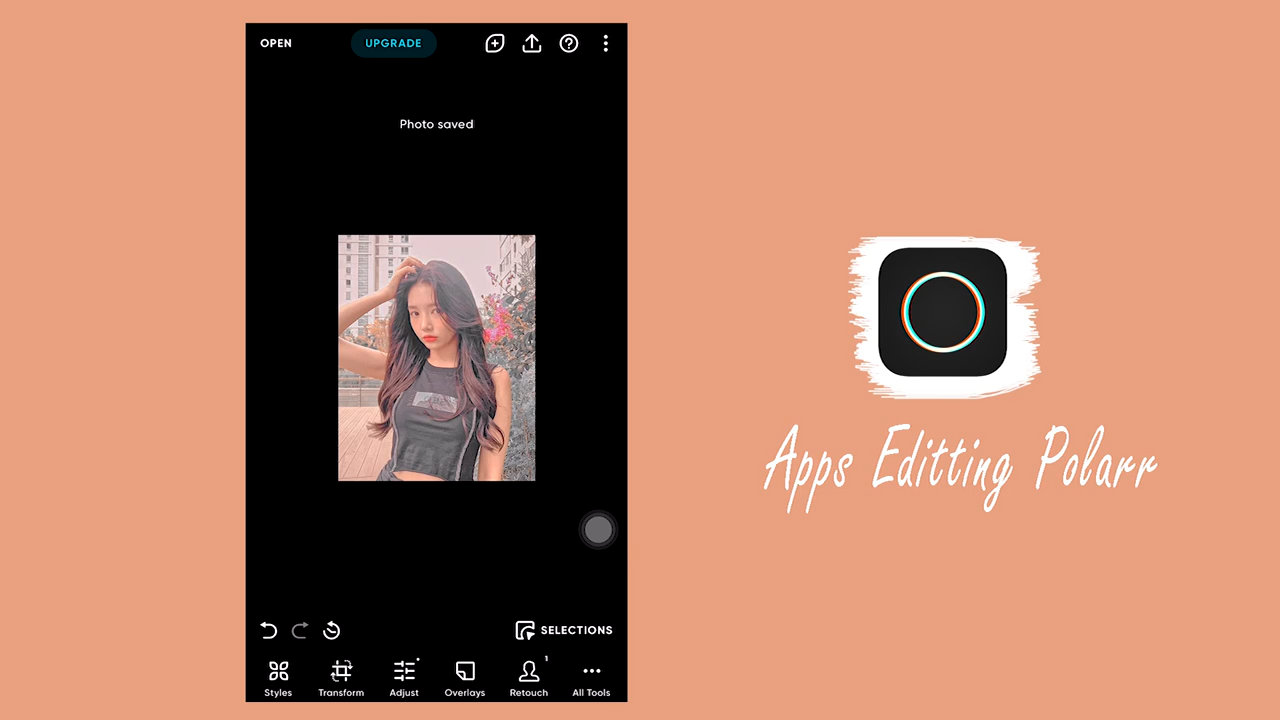 OPEN
UPGRADE
Photo saved
SELECTIONS
Styles
Transform
Adjust
Overlays
Retouch
1
All Tools
Apps Editting Polarr